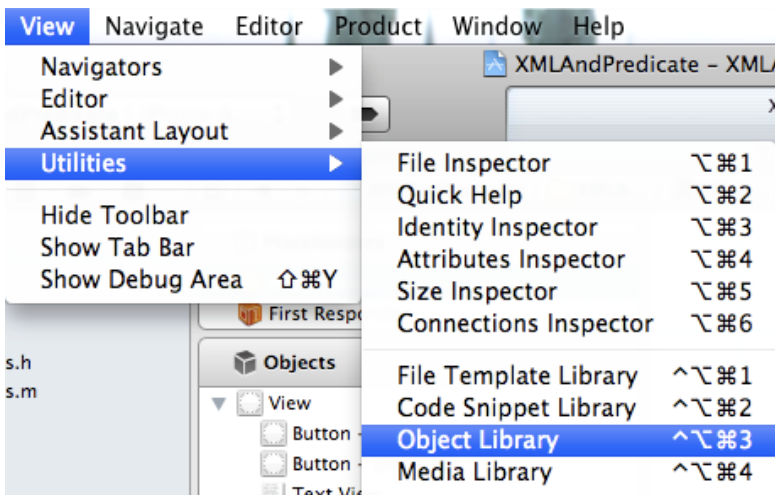 View Navigate Editor Product Window Help
XMLAndPredicate – XML
Navigators
Editor
Assistant Layout
Utilities
Hide Toolbar
Show Tab Bar
Show Debug Area ⇧⌘Y
File Inspector ⌥⌘1
Quick Help ⌥⌘2
Identity Inspector ⌥⌘3
Attributes Inspector ⌥⌘4
Size Inspector ⌥⌘5
Connections Inspector ⌥⌘6
File Template Library ^⌥⌘1
Code Snippet Library ^⌥⌘2
Object Library ^⌥⌘3
Media Library ^⌥⌘4
First Resp
s.h
s.m
Objects
View
Button -
Button -
Text Vie